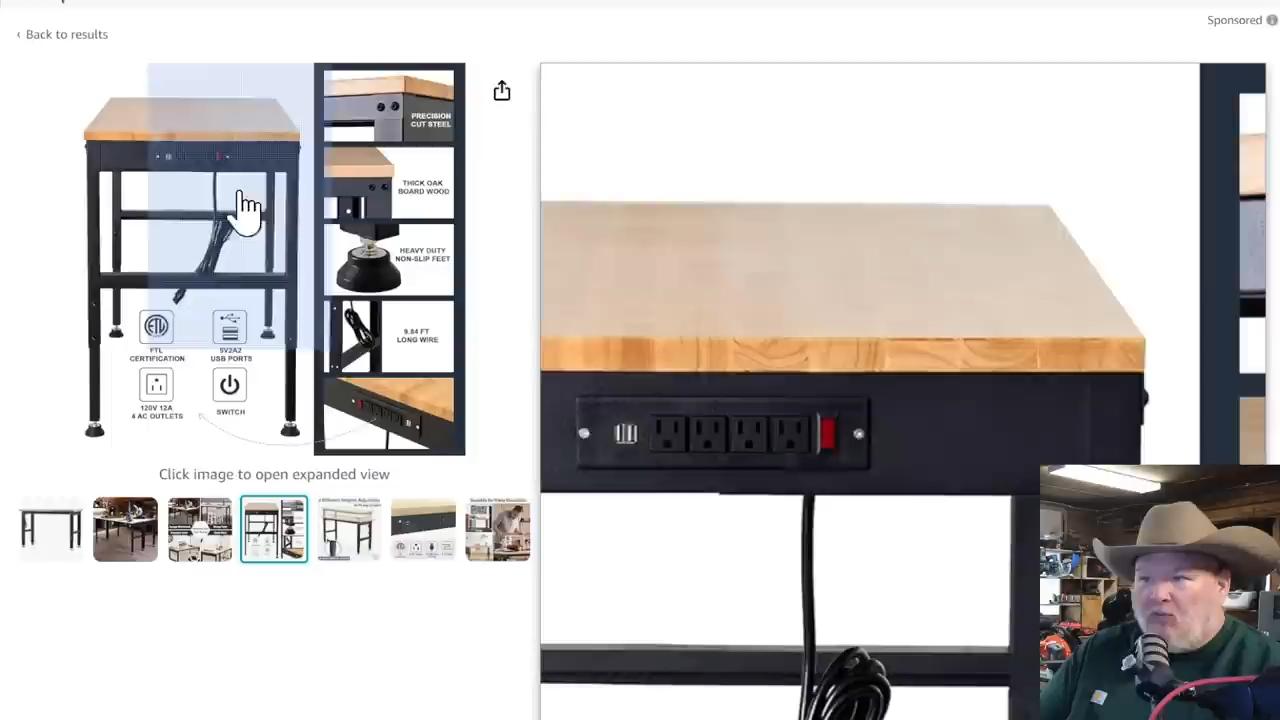 Sponsored
‹ Back to results
PRECISION
CUT STEEL
THICK OAK
BOARD WOOD
HEAVY DUTY
NON-SLIP FEET
9.84 FT
LONG WIRE
ETL
FTL
CERTIFICATION
5V2A2
USB PORTS
120V 12A
4 AC OUTLETS
SWITCH
Click image to open expanded view